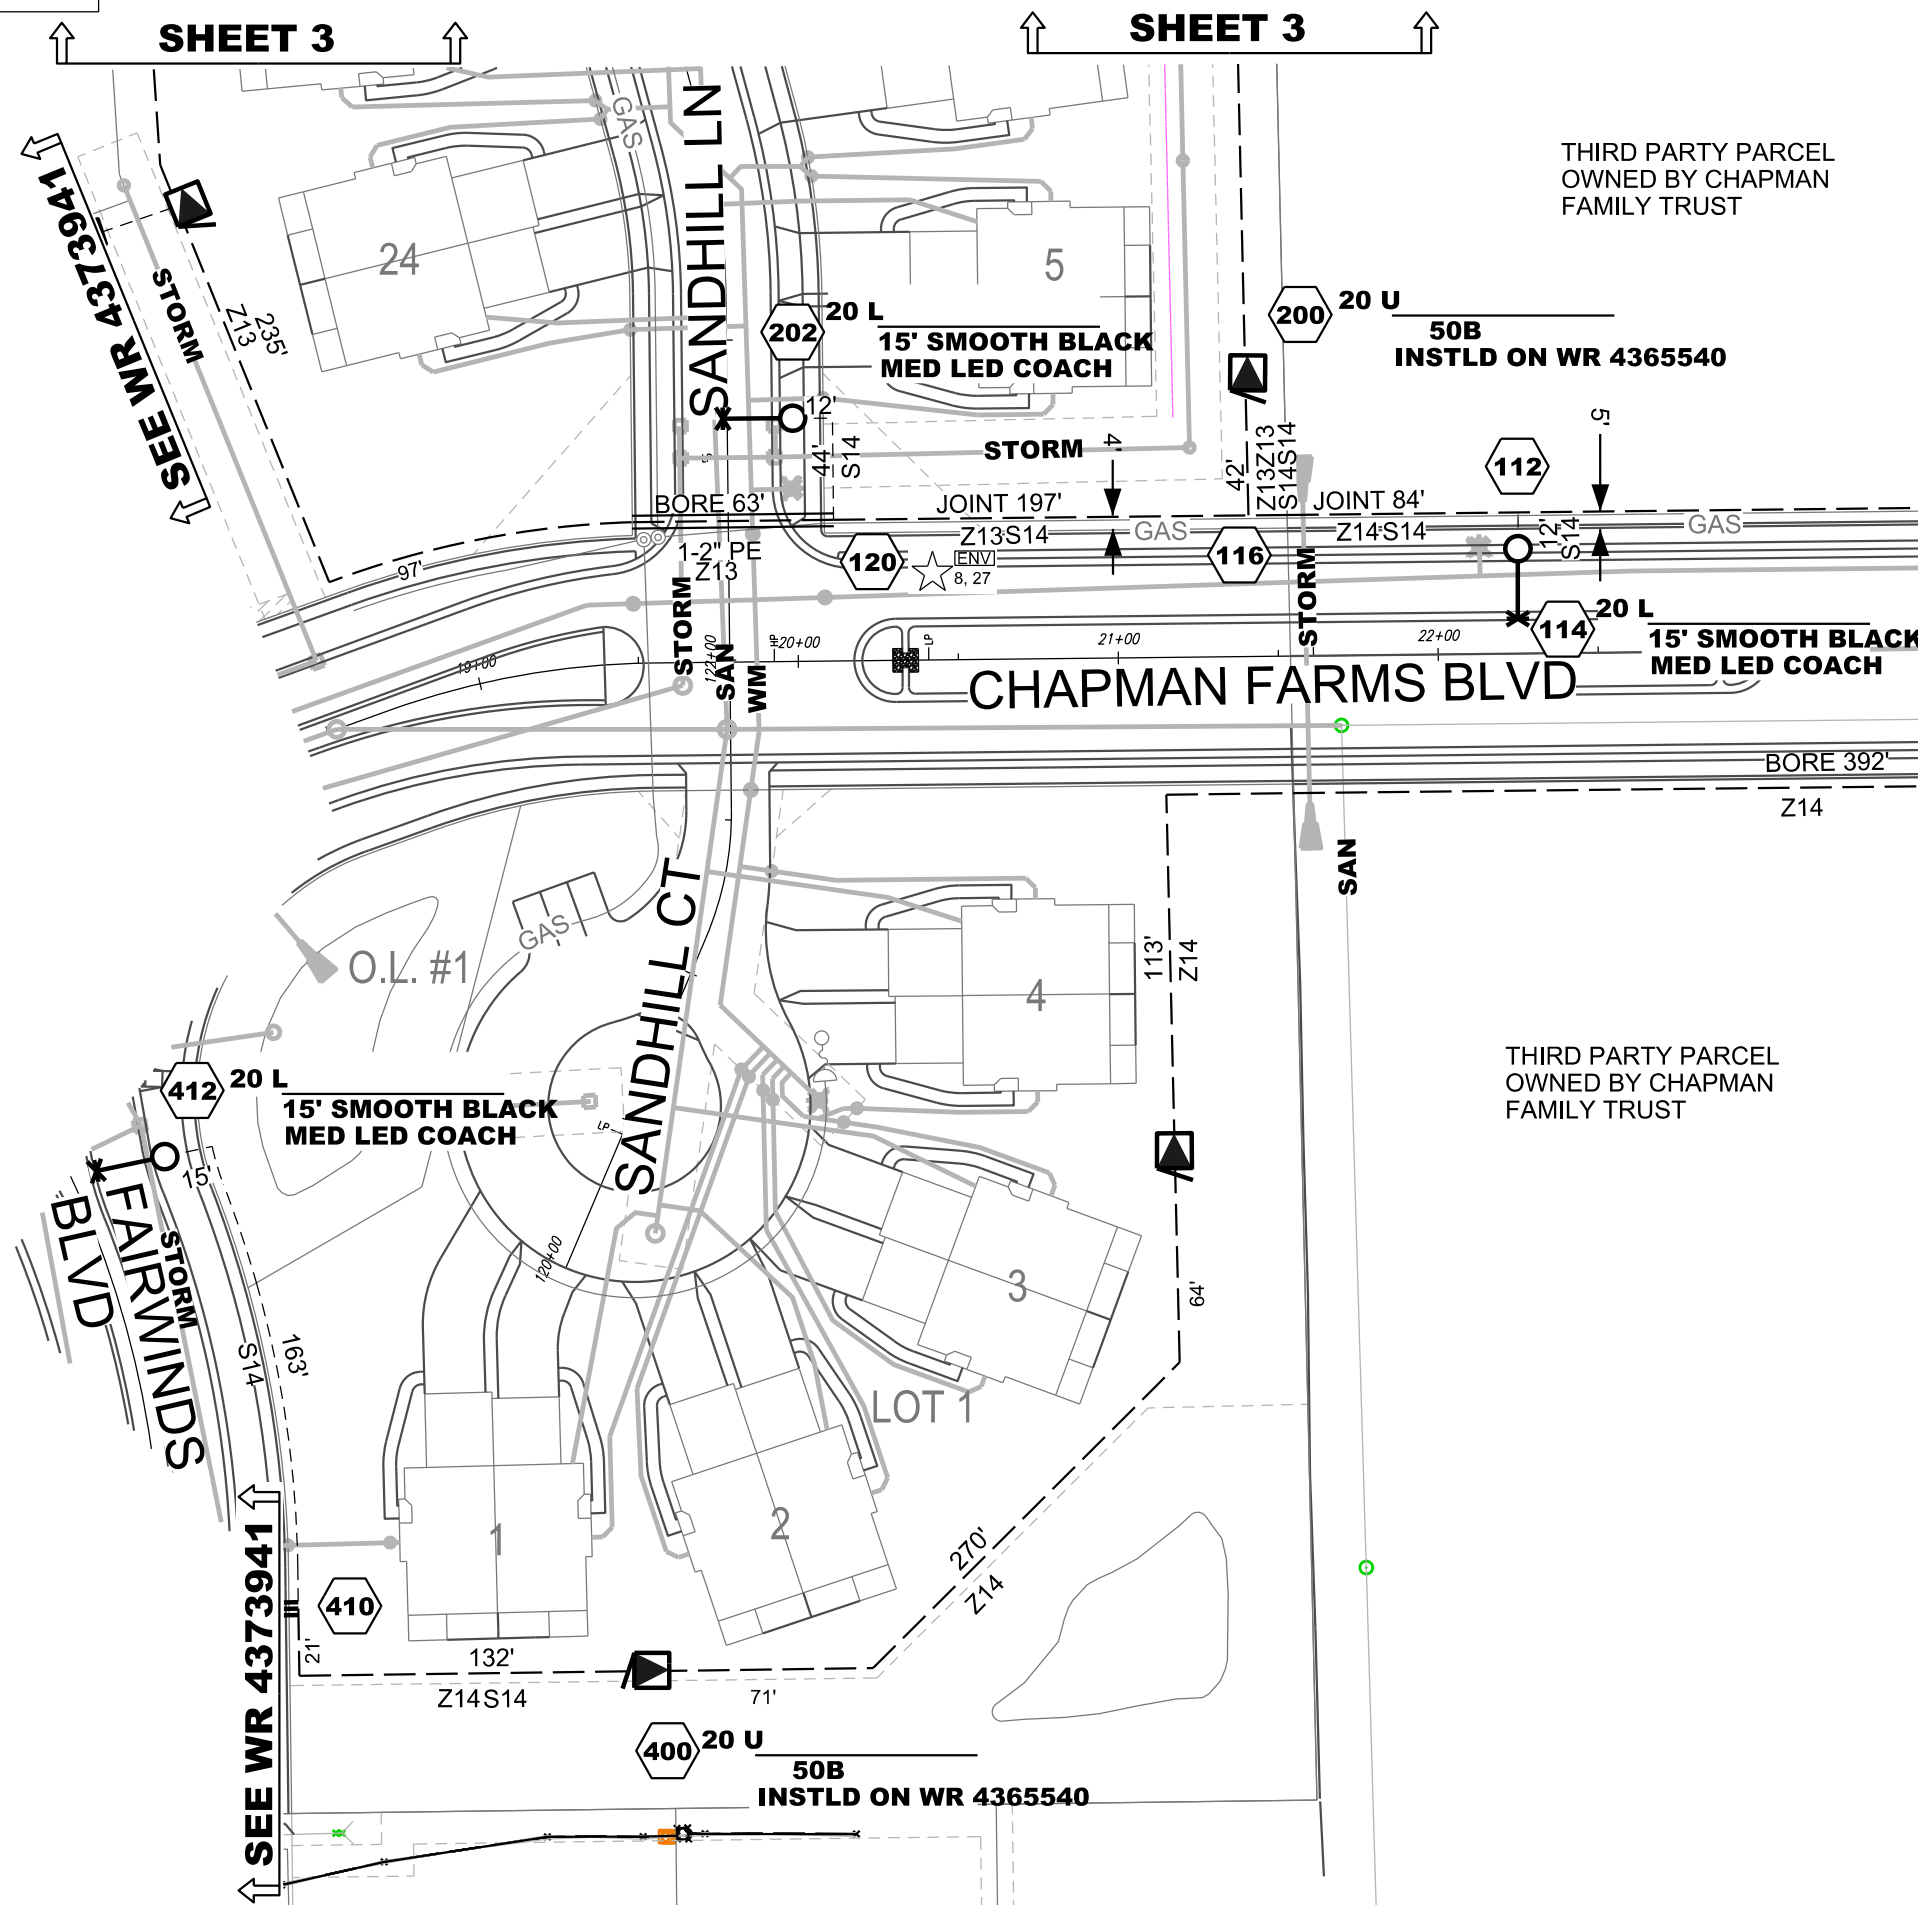 SHEET 3
SHEET 3
SEE WR 4373941
STORM
Z13
235'
24
GAS
SANDHILL LN
5
202
20 L
15' SMOOTH BLACK
MED LED COACH
12'
44'
S14
STORM
4'
42'
Z13Z13
S14S14
200
20 U
50B
INSTLD ON WR 4365540
THIRD PARTY PARCEL
OWNED BY CHAPMAN
FAMILY TRUST
5'
112
BORE 63'
JOINT 197'
JOINT 84'
Z13S14
GAS
Z14S14
12'
S14
GAS
97'
1-2" PE
Z13
120
ENV
8, 27
116
STORM
114
20 L
15' SMOOTH BLACK
MED LED COACH
STORM
122+00
SAN
WM
HP
20+00
LP
21+00
22+00
19+00
CHAPMAN FARMS BLVD
BORE 392'
Z14
SAN
SANDHILL CT
GAS
O.L. #1
4
113'
Z14
412
20 L
15' SMOOTH BLACK
MED LED COACH
LP
15'
THIRD PARTY PARCEL
OWNED BY CHAPMAN
FAMILY TRUST
FAIRWINDS
BLVD
STORM
S14
163'
120+00
3
64'
LOT 1
1
2
270'
Z14
410
21'
132'
Z14S14
71'
SEE WR 4373941
400
20 U
50B
INSTLD ON WR 4365540